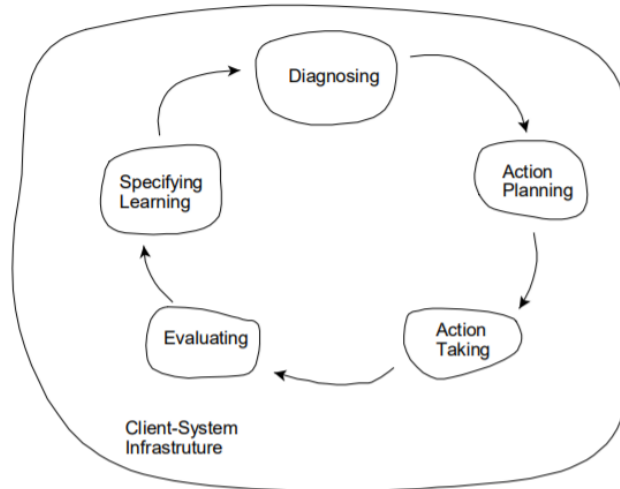 Diagnosing
Action
Planning
Specifying
Learning
Evaluating
Action
Taking
Client-System
Infrastruture